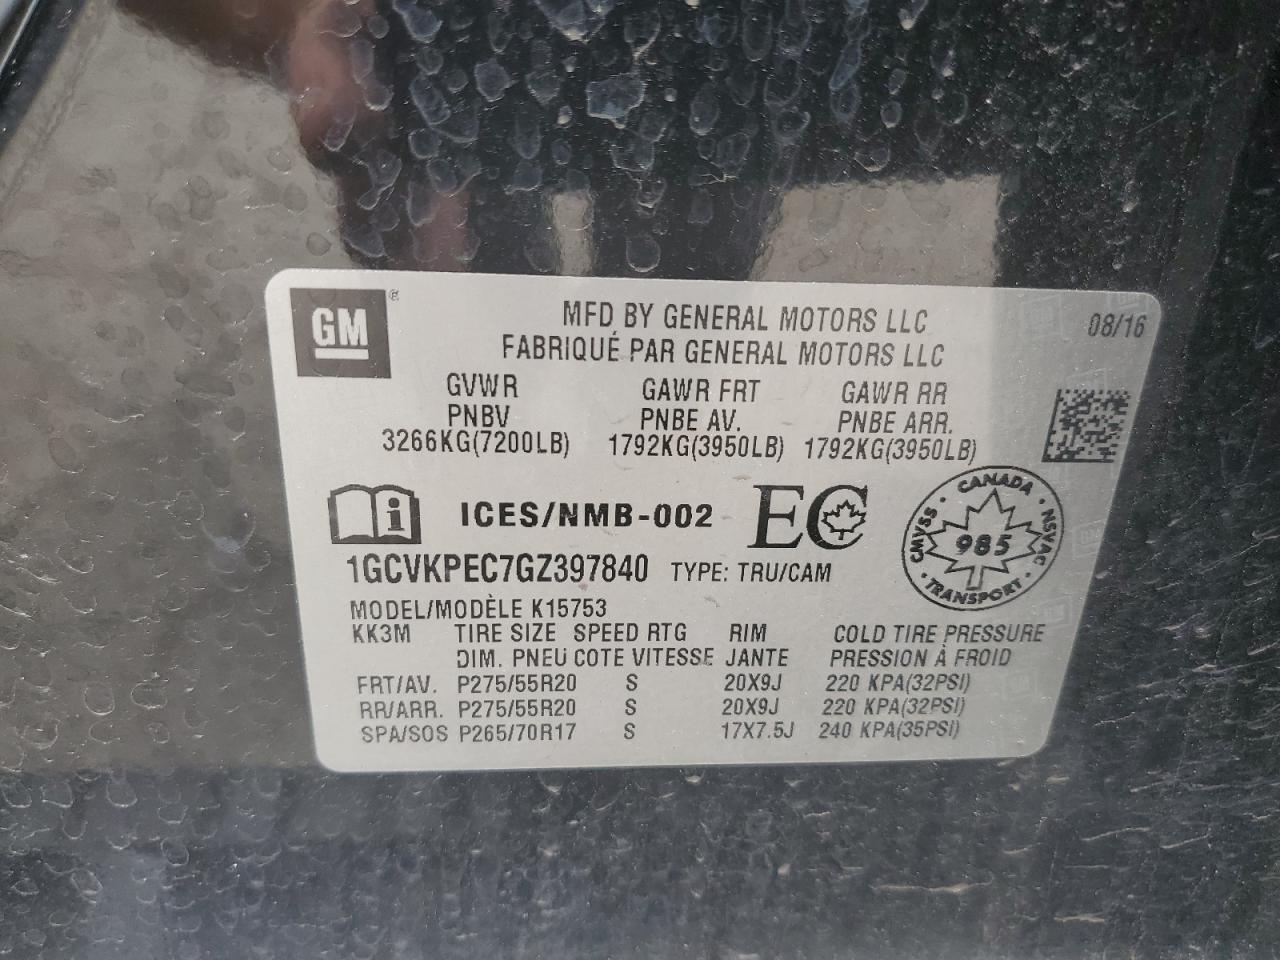 GM ®
MFD BY GENERAL MOTORS LLC 08/16
FABRIQUÉ PAR GENERAL MOTORS LLC
GVWR GAWR FRT GAWR RR
PNBV PNBE AV. PNBE ARR.
3266KG(7200LB) 1792KG(3950LB) 1792KG(3950LB)
i ICES/NMB-002 EC
CANADA
CMVSS 985 NSVAC
TRANSPORT
1GCVKPEC7GZ397840 TYPE: TRU/CAM
MODEL/MODÈLE K15753
KK3M TIRE SIZE SPEED RTG RIM COLD TIRE PRESSURE
DIM. PNEU COTE VITESSE JANTE PRESSION À FROID
FRT/AV. P275/55R20 S 20X9J 220 KPA(32PSI)
RR/ARR. P275/55R20 S 20X9J 220 KPA(32PSI)
SPA/SOS P265/70R17 S 17X7.5J 240 KPA(35PSI)